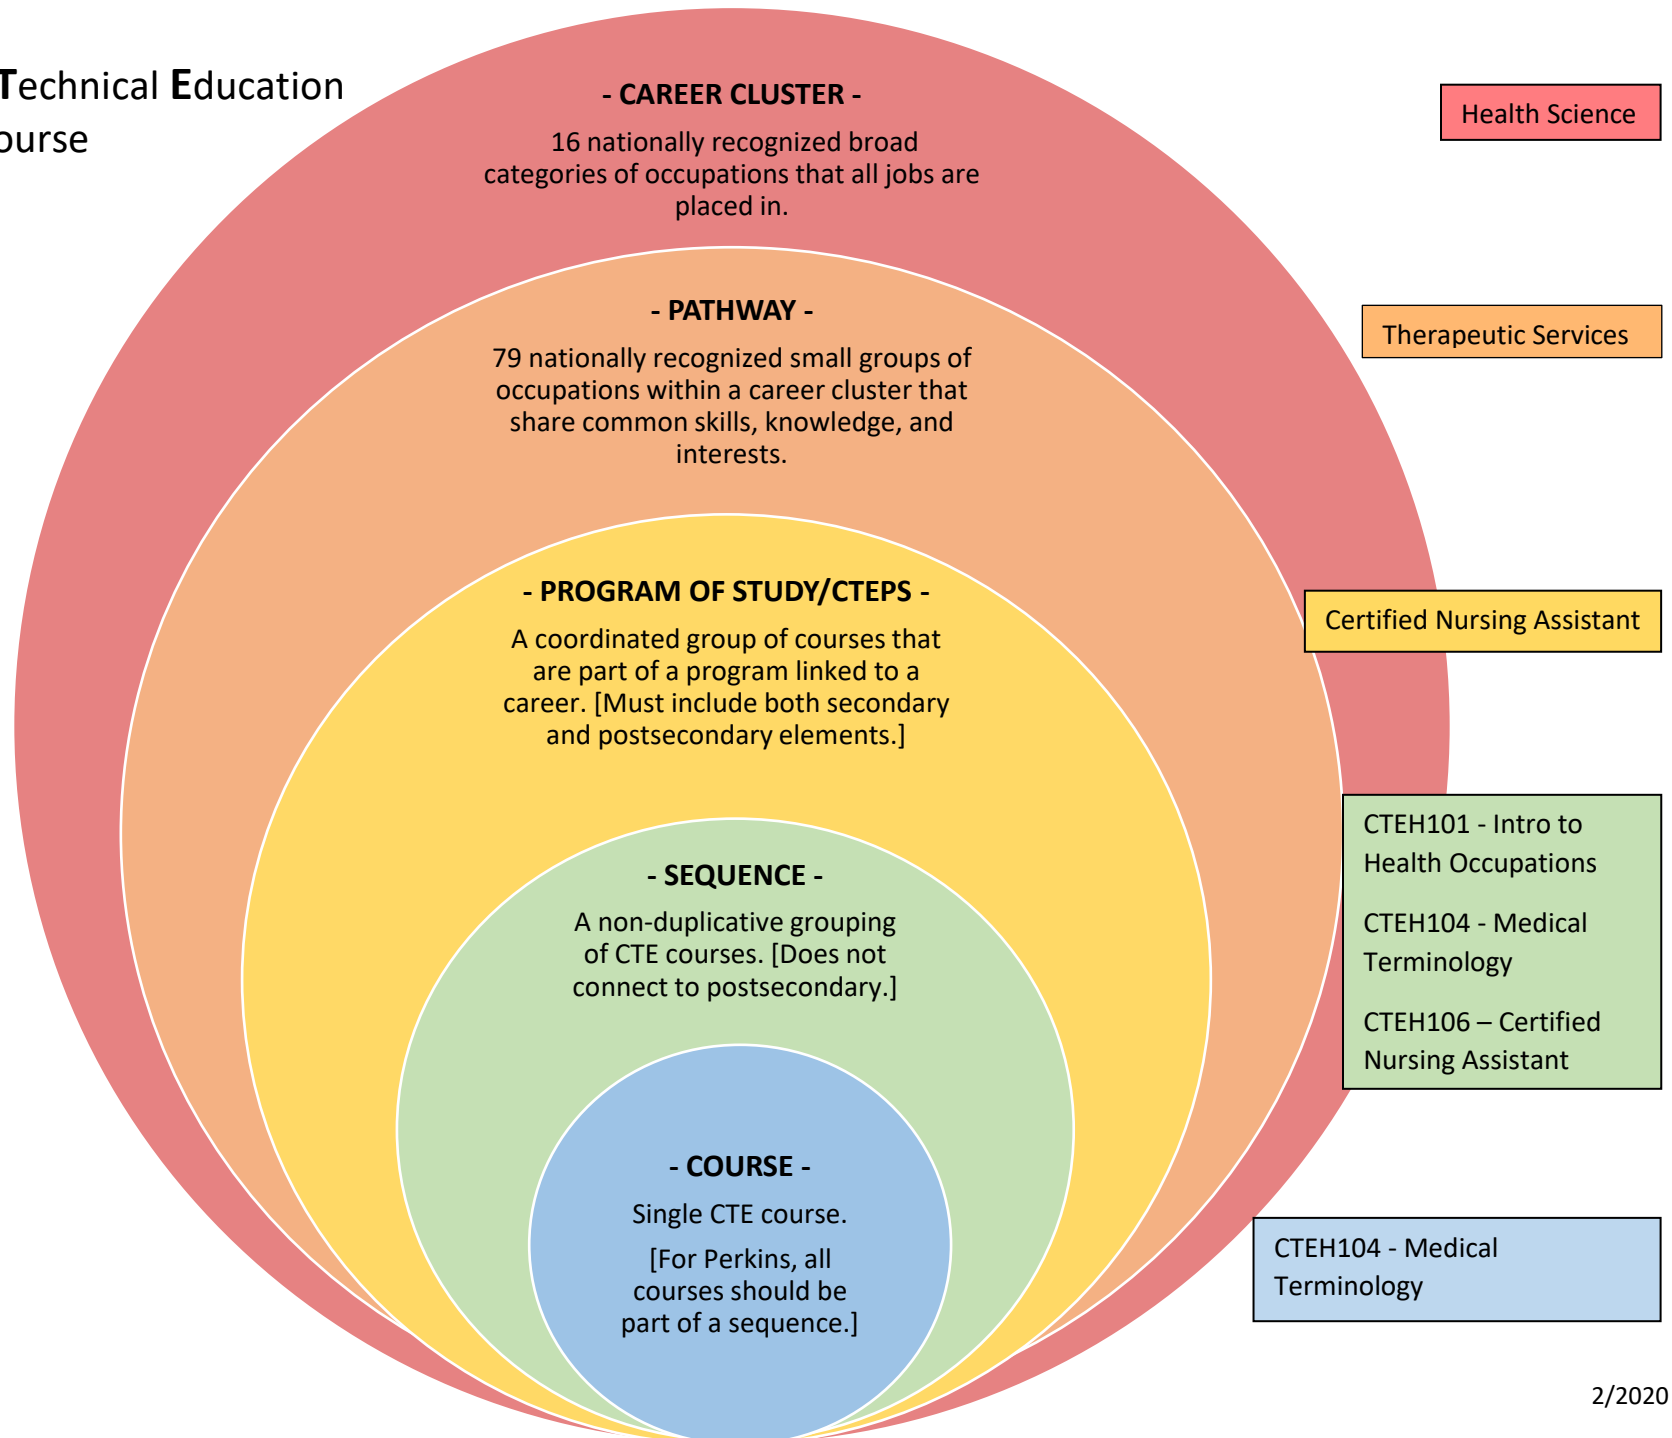 Technical Education
ourse
- CAREER CLUSTER -
16 nationally recognized broad
categories of occupations that all jobs are
placed in.
Health Science
- PATHWAY -
79 nationally recognized small groups of
occupations within a career cluster that
share common skills, knowledge, and
interests.
Therapeutic Services
- PROGRAM OF STUDY/CTEPS -
A coordinated group of courses that
are part of a program linked to a
career. [Must include both secondary
and postsecondary elements.]
Certified Nursing Assistant
- SEQUENCE -
A non-duplicative grouping
of CTE courses. [Does not
connect to postsecondary.]
CTEH101 - Intro to
Health Occupations
CTEH104 - Medical
Terminology
CTEH106 – Certified
Nursing Assistant
- COURSE -
Single CTE course.
[For Perkins, all
courses should be
part of a sequence.]
CTEH104 - Medical
Terminology
2/2020